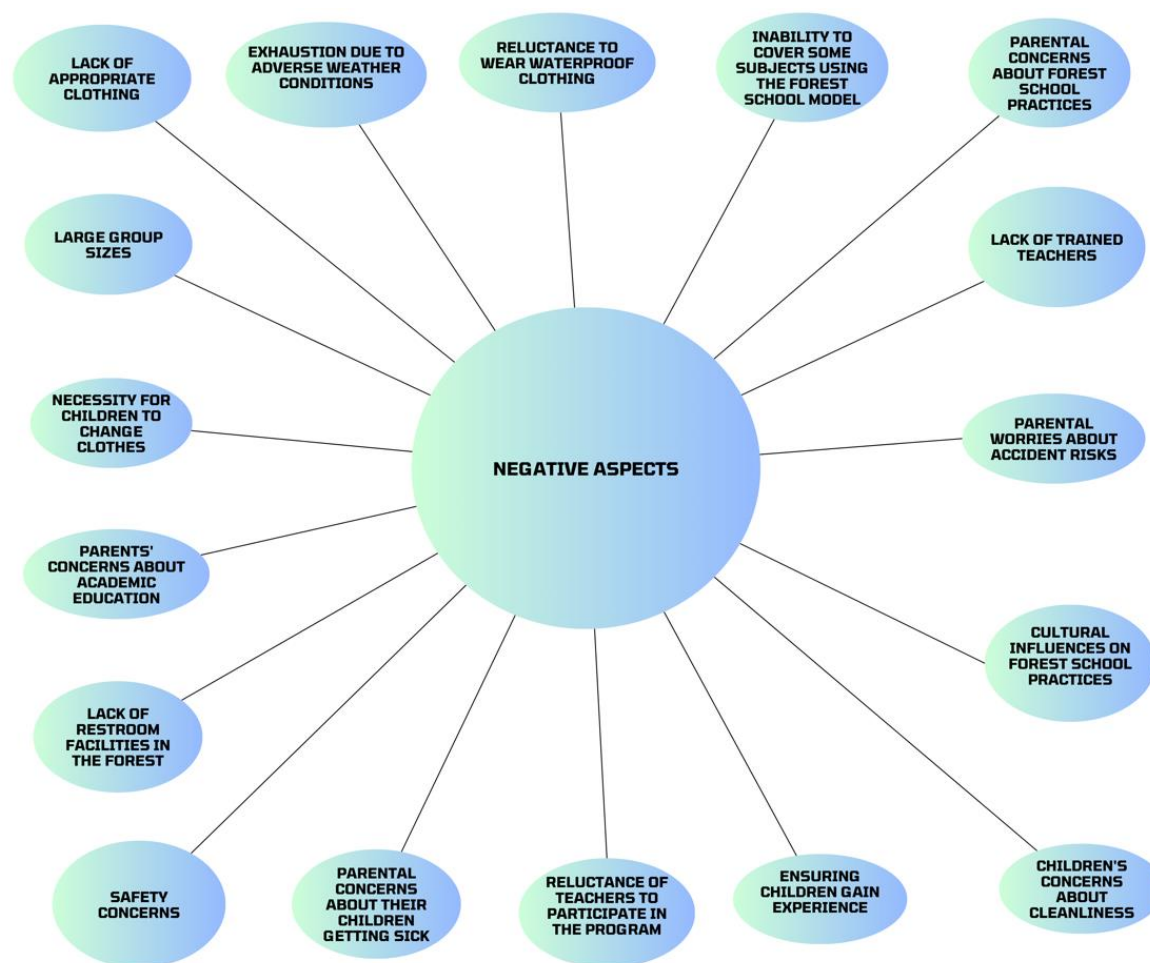 LACK OF
APPROPRIATE
CLOTHING
EXHAUSTION DUE TO
ADVERSE WEATHER
CONDITIONS
RELUCTANCE TO
WEAR WATERPROOF
CLOTHING
INABILITY TO
COVER SOME
SUBJECTS USING
THE FOREST
SCHOOL MODEL
PARENTAL
CONCERNS
ABOUT FOREST
SCHOOL
PRACTICES
LARGE GROUP
SIZES
LACK OF TRAINED
TEACHERS
NECESSITY FOR
CHILDREN TO
CHANGE
CLOTHES
PARENTAL
WORRIES ABOUT
ACCIDENT RISKS
NEGATIVE ASPECTS
PARENTS'
CONCERNS ABOUT
ACADEMIC
EDUCATION
CULTURAL
INFLUENCES ON
FOREST SCHOOL
PRACTICES
LACK OF
RESTROOM
FACILITIES IN
THE FOREST
SAFETY
CONCERNS
PARENTAL
CONCERNS
ABOUT THEIR
CHILDREN
GETTING SICK
RELUCTANCE OF
TEACHERS TO
PARTICIPATE IN
THE PROGRAM
ENSURING
CHILDREN GAIN
EXPERIENCE
CHILDREN'S
CONCERNS
ABOUT
CLEANLINESS